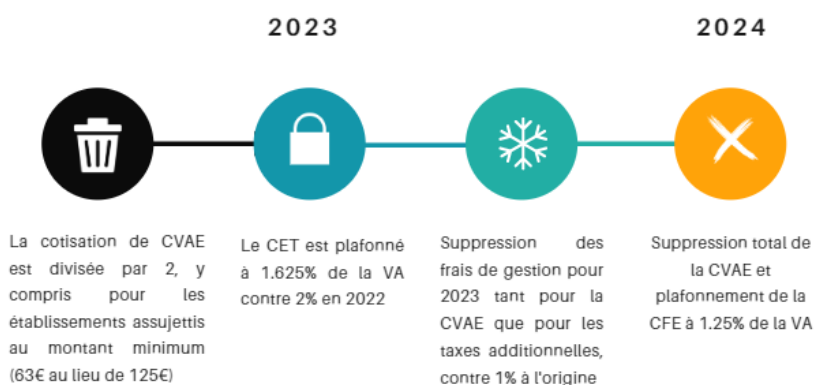 2023
2024
La cotisation de CVAE
est divisée par 2, y
compris pour les
établissements assujettis
au montant minimum
(63€ au lieu de 125€)
Le CET est plafonné
à 1.625% de la VA
contre 2% en 2022
Suppression des
frais de gestion pour
2023 tant pour la
CVAE que pour les
taxes additionnelles,
contre 1% à l'origine
Suppression total de
la CVAE et
plafonnement de la
CFE à 1.25% de la VA